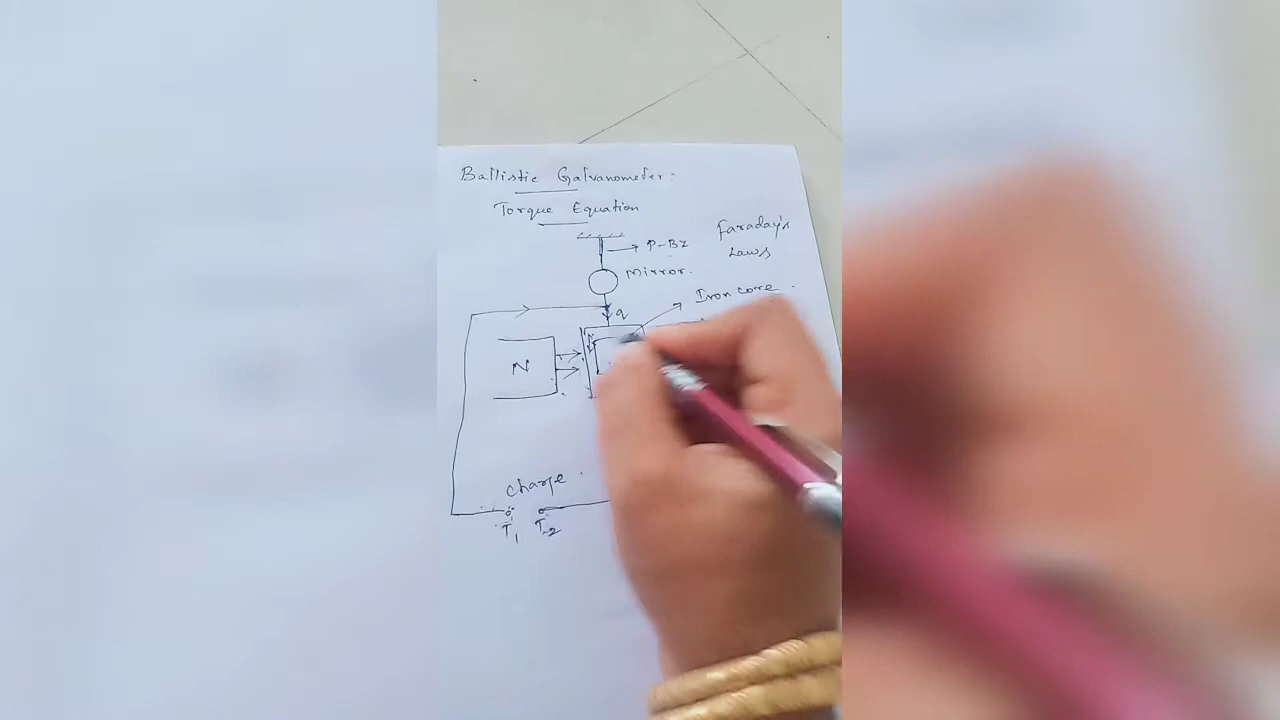 Ballistic Galvanometer:
Torque Equation
Faraday's
Laws
P-BZ
Mirror.
Iron core
q
N
Charge
T1 T2